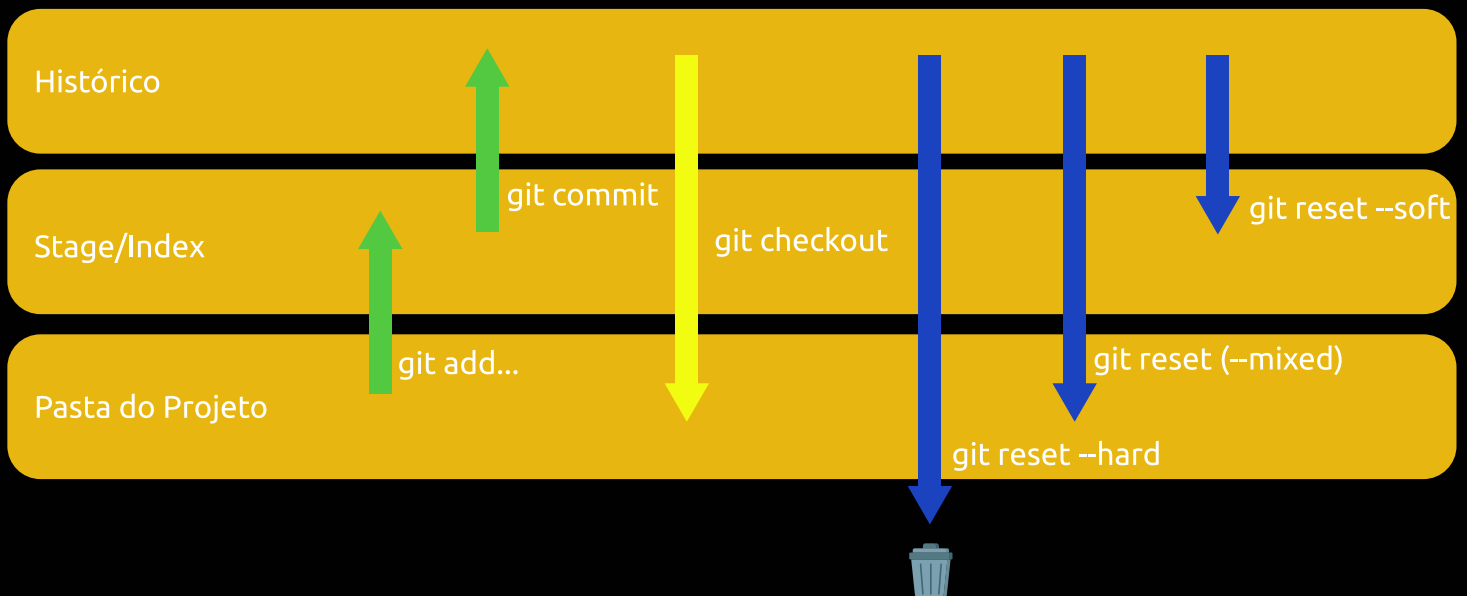 Histórico
git commit
git reset --soft
Stage/Index
git checkout
git add...
git reset (--mixed)
Pasta do Projeto
git reset --hard